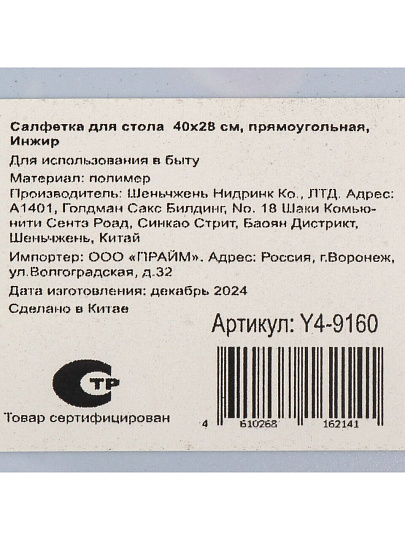 Салфетка для стола 40х28 см, прямоугольная,
Инжир
Для использования в быту
Материал: полимер
Производитель: Шеньчжень Нидринк Ко., ЛТД. Адрес:
А1401, Голдман Сакс Билдинг, No. 18 Шаки Комью-
нити Сентэ Роад, Синкао Стрит, Баоян Дистрикт,
Шеньчжень, Китай
Импортер: ООО «ПРАЙМ». Адрес: Россия, г.Воронеж,
ул.Волгоградская, д.32
Дата изготовления: декабрь 2024
Сделано в Китае
Артикул: Y4-9160
СТР
Товар сертифицирован
4 610268 162141